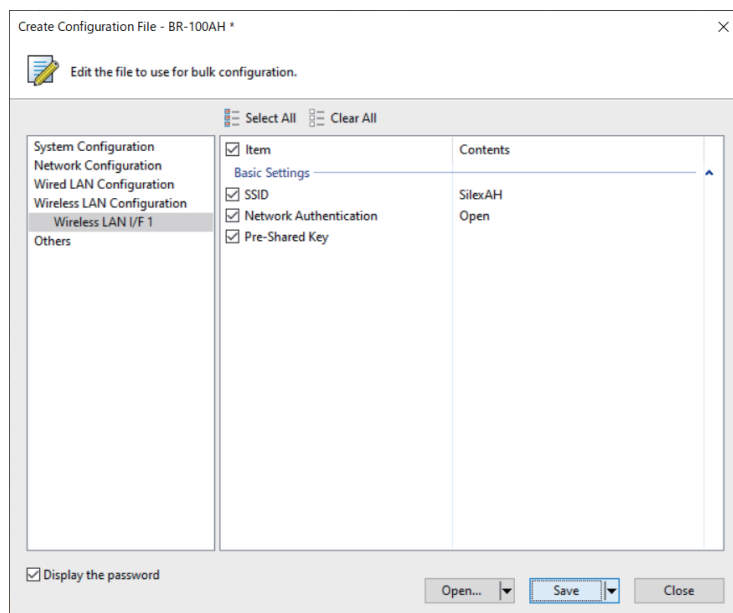 Create Configuration File - BR-100AH *
Edit the file to use for bulk configuration.
Select All Clear All
System Configuration
Network Configuration
Wired LAN Configuration
Wireless LAN Configuration
Wireless LAN I/F 1
Others
Item Contents
Basic Settings
SSID SilexAH
Network Authentication Open
Pre-Shared Key
Display the password
Open... Save Close